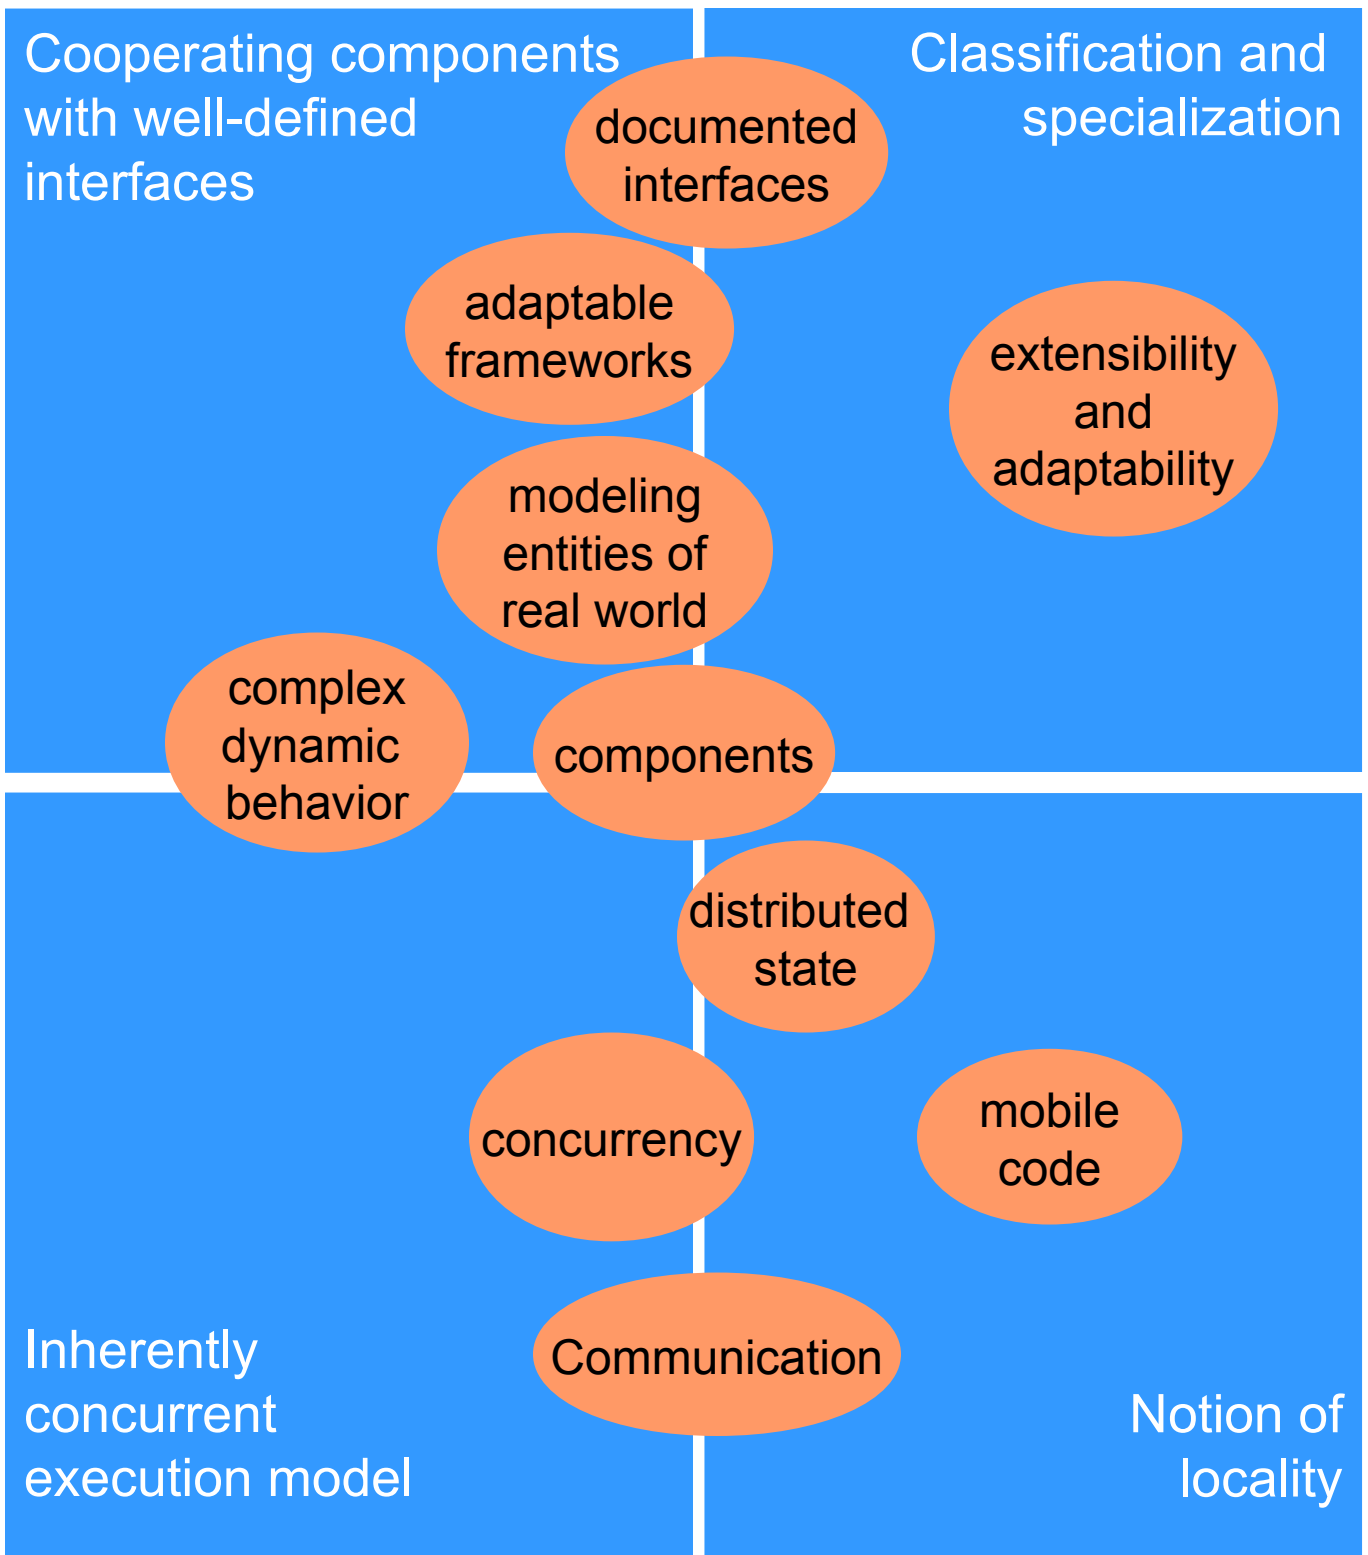 Cooperating components
with well-defined
interfaces
Classification and
specialization
documented
interfaces
adaptable
frameworks
extensibility
and
adaptability
modeling
entities of
real world
complex
dynamic
behavior
components
distributed
state
concurrency
mobile
code
Communication
Inherently
concurrent
execution model
Notion of
locality